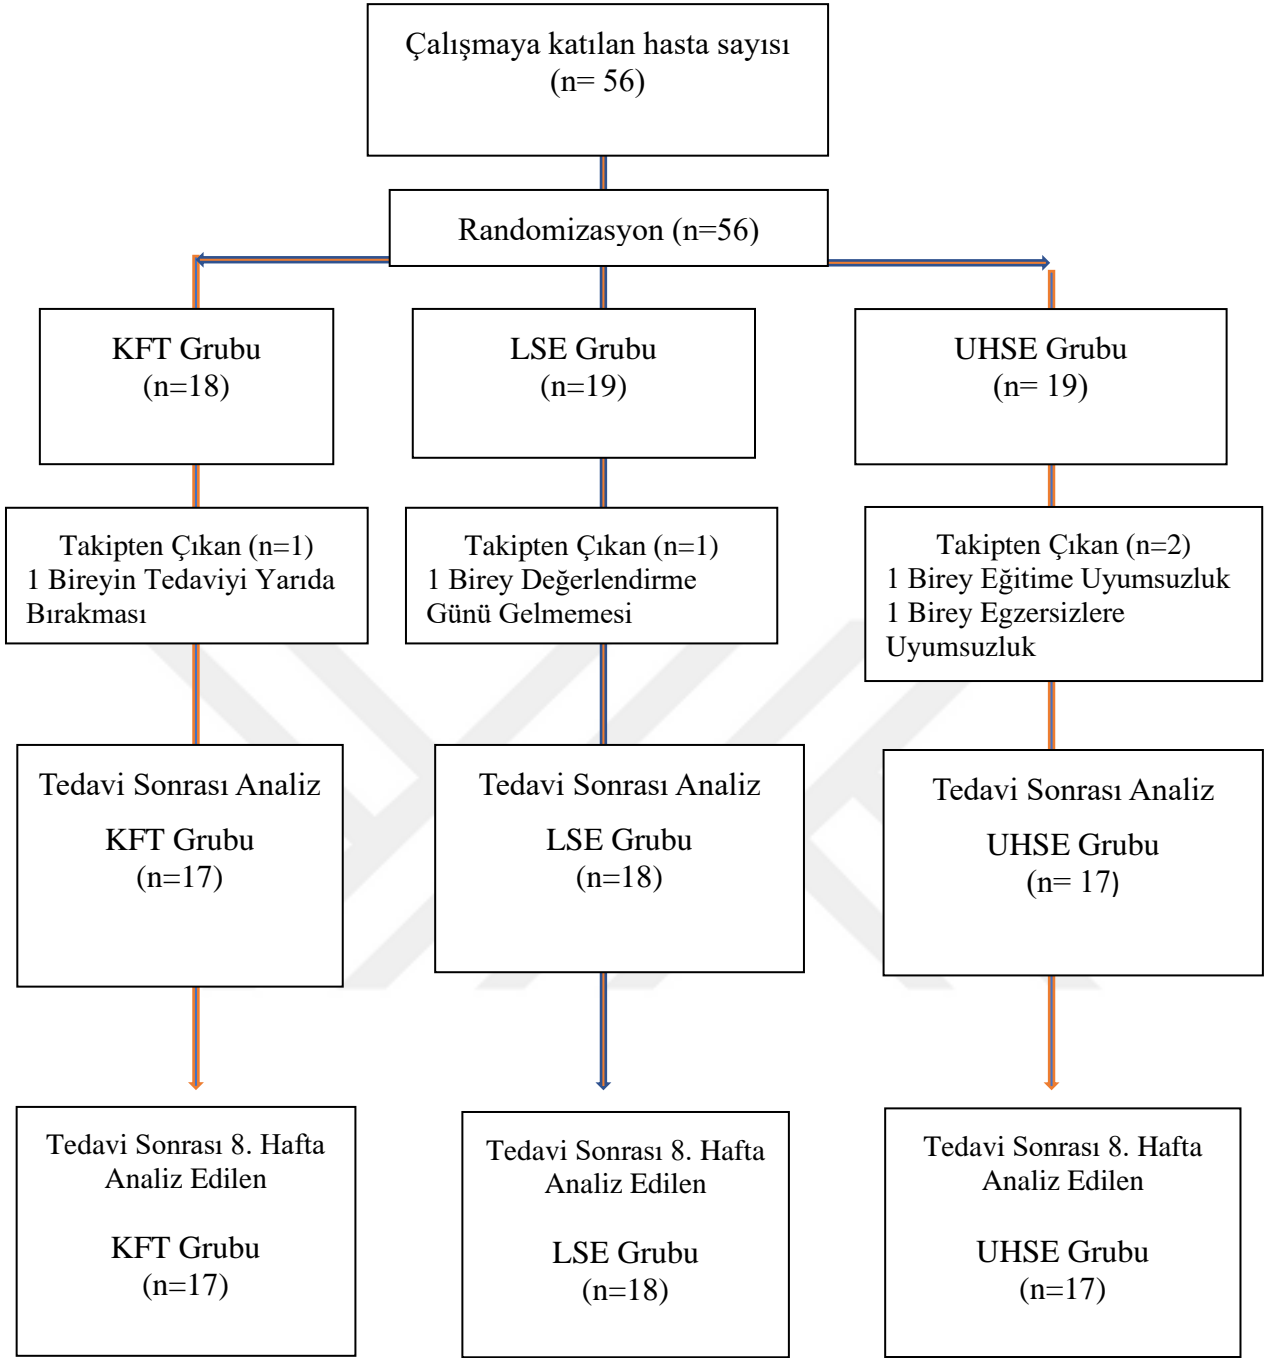 Çalışmaya katılan hasta sayısı
(n= 56)
Randomizasyon (n=56)
KFT Grubu
(n=18)
LSE Grubu
(n=19)
UHSE Grubu
(n= 19)
Takipten Çıkan (n=1)
1 Bireyin Tedaviyi Yarıda
Bırakması
Takipten Çıkan (n=1)
1 Birey Değerlendirme
Günü Gelmemesi
Takipten Çıkan (n=2)
1 Birey Eğitime Uyumsuzluk
1 Birey Egzersizlere
Uyumsuzluk
Tedavi Sonrası Analiz
KFT Grubu
(n=17)
Tedavi Sonrası Analiz
LSE Grubu
(n=18)
Tedavi Sonrası Analiz
UHSE Grubu
(n= 17)
Tedavi Sonrası 8. Hafta
Analiz Edilen
KFT Grubu
(n=17)
Tedavi Sonrası 8. Hafta
Analiz Edilen
LSE Grubu
(n=18)
Tedavi Sonrası 8. Hafta
Analiz Edilen
UHSE Grubu
(n=17)